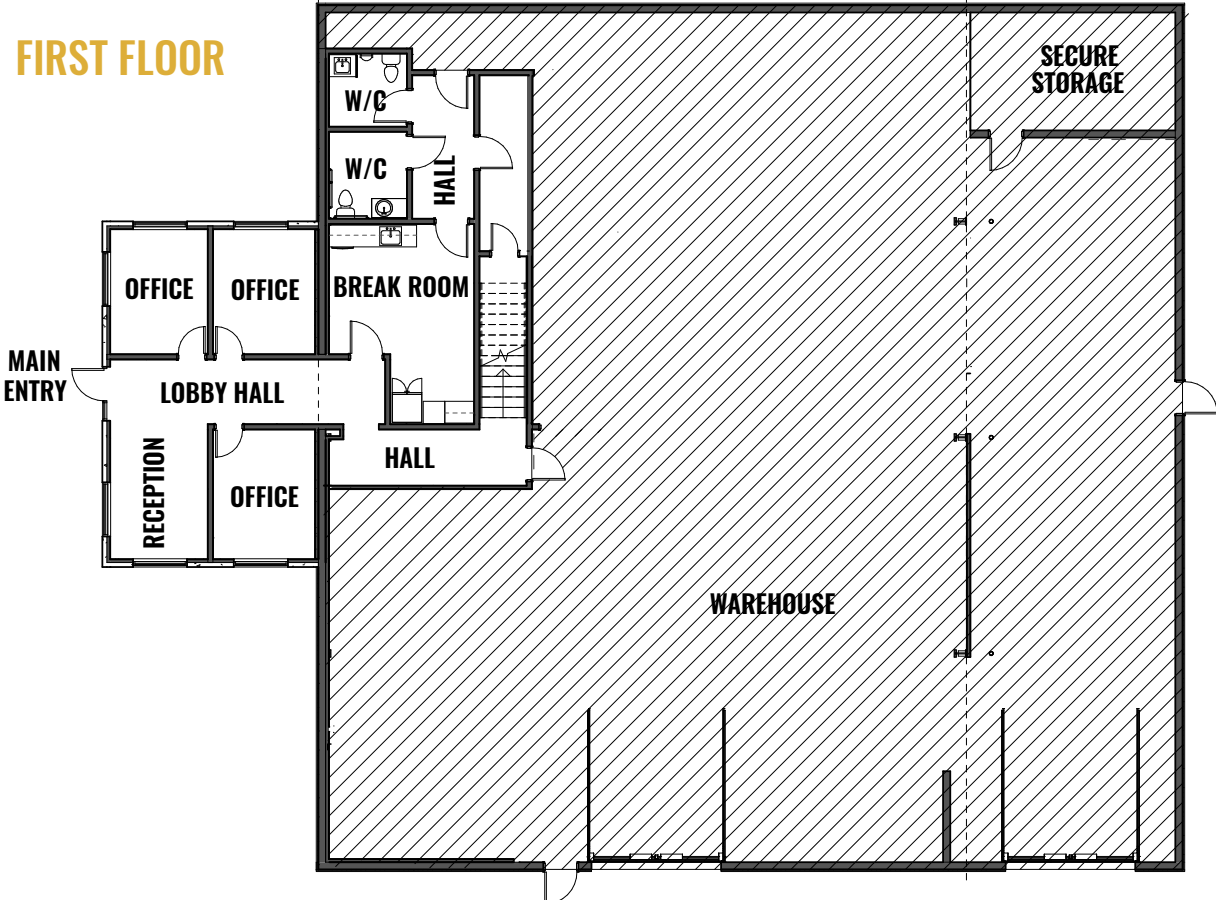 FIRST FLOOR
SECURE
STORAGE
W/C
W/C
HALL
OFFICE
OFFICE
BREAK ROOM
MAIN
ENTRY
LOBBY HALL
RECEPTION
HALL
OFFICE
WAREHOUSE